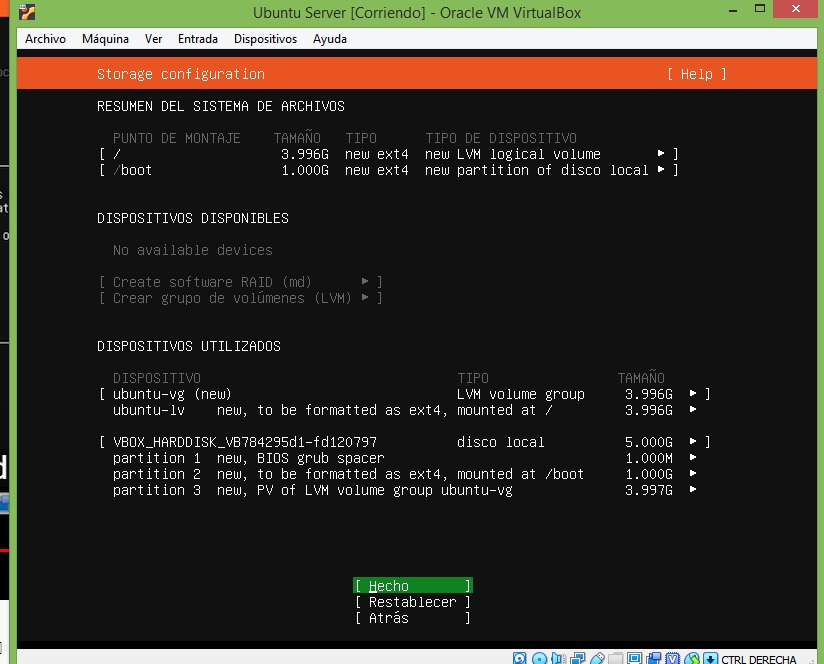 Ubuntu Server [Corriendo] - Oracle VM VirtualBox
Archivo Máquina Ver Entrada Dispositivos Ayuda
Storage configuration [ Help ]
RESUMEN DEL SISTEMA DE ARCHIVOS
PUNTO DE MONTAJE TAMAÑO TIPO TIPO DE DISPOSITIVO
[ / 3.996G new ext4 new LVM logical volume ▸ ]
[ /boot 1.000G new ext4 new partition of disco local ▸ ]
DISPOSITIVOS DISPONIBLES
No available devices
[ Create software RAID (md) ▸ ]
[ Crear grupo de volúmenes (LVM) ▸ ]
DISPOSITIVOS UTILIZADOS
DISPOSITIVO TIPO TAMAÑO
[ ubuntu-vg (new) LVM volume group 3.996G ▸ ]
ubuntu-lv new, to be formatted as ext4, mounted at / 3.996G ▸
[ VBOX_HARDDISK_VB784295d1-fd120797 disco local 5.000G ▸ ]
partition 1 new, BIOS grub spacer 1.000M ▸
partition 2 new, to be formatted as ext4, mounted at /boot 1.000G ▸
partition 3 new, PV of LVM volume group ubuntu-vg 3.997G ▸
[ Hecho ]
[ Restablecer ]
[ Atrás ]
CTRL DERECHA